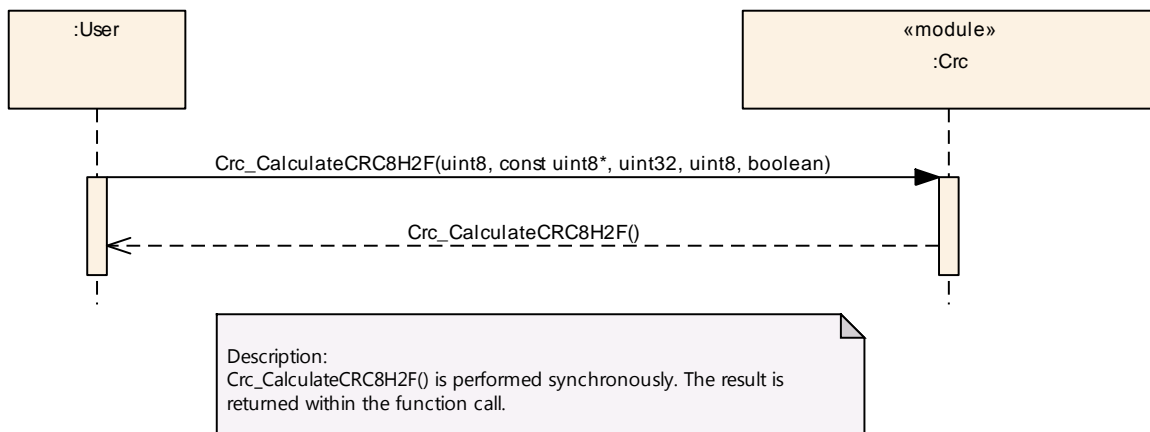 :User
«module»
:Crc
Crc_CalculateCRC8H2F(uint8, const uint8*, uint32, uint8, boolean)
Crc_CalculateCRC8H2F()
Description:
Crc_CalculateCRC8H2F() is performed synchronously. The result is
returned within the function call.